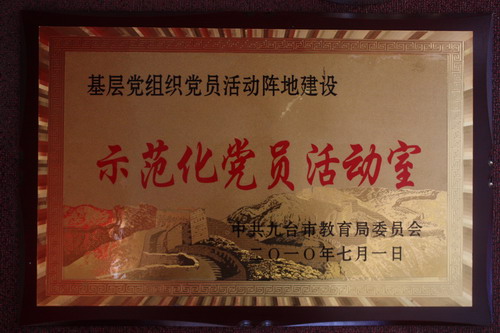 基层党组织党员活动阵地建设
示范化党员活动室
中共九台市教育局委员会
二〇一〇年七月一日